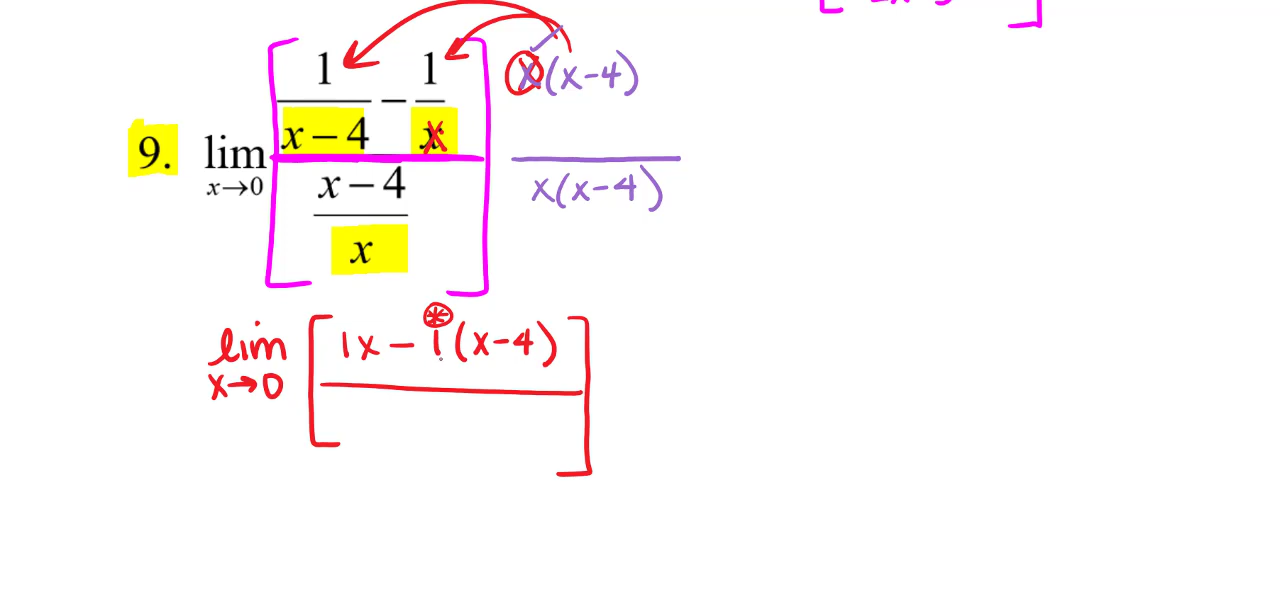 1 1 x(x-4)
9. lim x – 4 – x
x→0 x – 4 x(x-4)
x
lim [ 1x - 1(x-4) ]
x→0